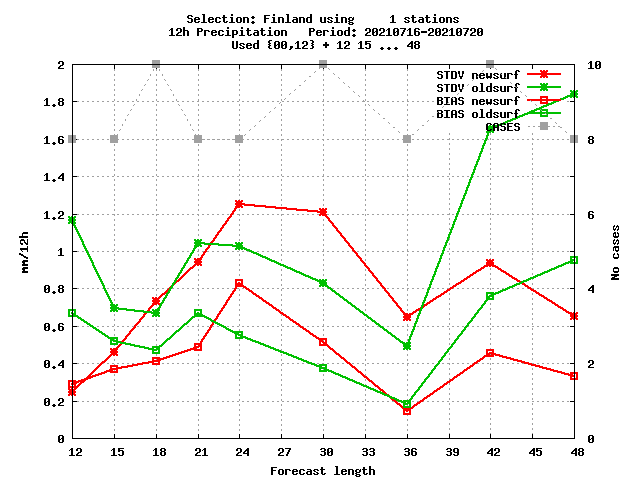 Selection: Finland using     1 stations
12h Precipitation   Period: 20210716-20210720
Used {00,12} + 12 15 ... 48
STDV newsurf
STDV oldsurf
BIAS newsurf
BIAS oldsurf
CASES
2
1.8
1.6
1.4
1.2
1
0.8
0.6
0.4
0.2
0
mm/12h
10
8
6
4
2
0
No cases
12 15 18 21 24 27 30 33 36 39 42 45 48
Forecast length